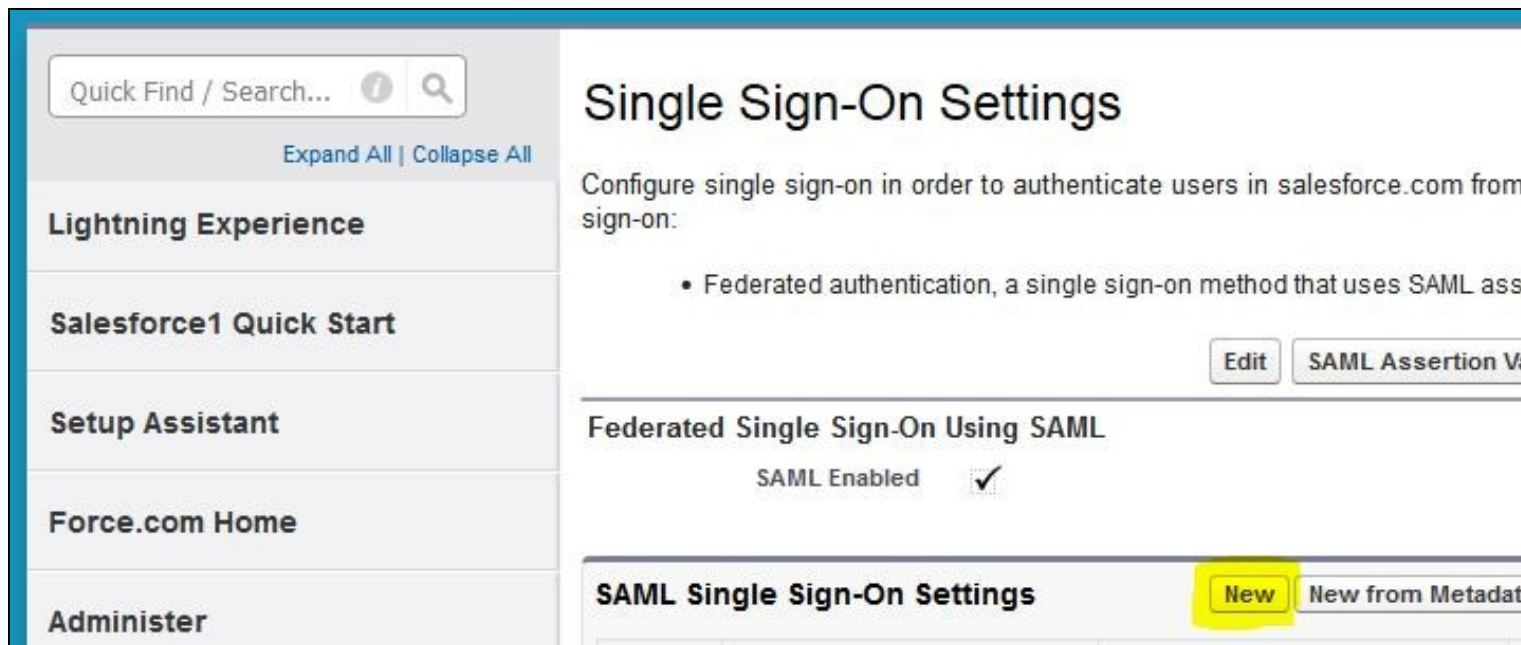 Quick Find / Search...
Expand All | Collapse All
Lightning Experience
Salesforce1 Quick Start
Setup Assistant
Force.com Home
Administer
Single Sign-On Settings
Configure single sign-on in order to authenticate users in salesforce.com from
sign-on:
• Federated authentication, a single sign-on method that uses SAML ass
Edit SAML Assertion Va
Federated Single Sign-On Using SAML
SAML Enabled
SAML Single Sign-On Settings New New from Metadat